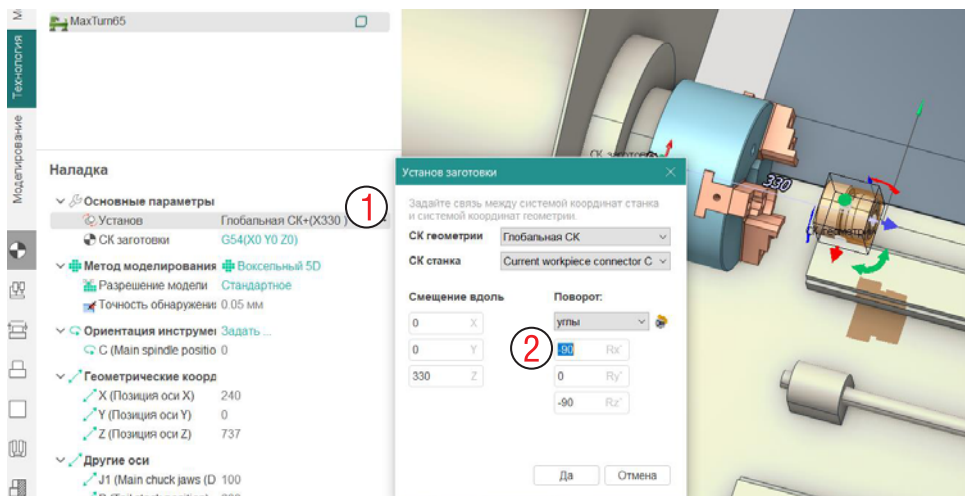 MaxTurn65
Технология
Моделирование
Наладка
Основные параметры
Установ Глобальная СК+(X330 )
1
СК заготовки G54(X0 Y0 Z0)
Метод моделирования Воксельный 5D
Разрешение модели Стандартное
Точность обнаружени 0.05 мм
Ориентация инструмен Задать ...
C (Main spindle positio 0
Геометрические коорд
X (Позиция оси X) 240
Y (Позиция оси Y) 0
Z (Позиция оси Z) 737
Другие оси
J1 (Main chuck jaws (D 100
Установ заготовки
Задайте связь между системой координат станка
и системой координат геометрии.
СК геометрии Глобальная СК
СК станка Current workpiece connector C
Смещение вдоль Поворот:
0 X углы
0 Y 2 -90 Rx'
330 Z 0 Ry'
-90 Rz'
Да Отмена
330